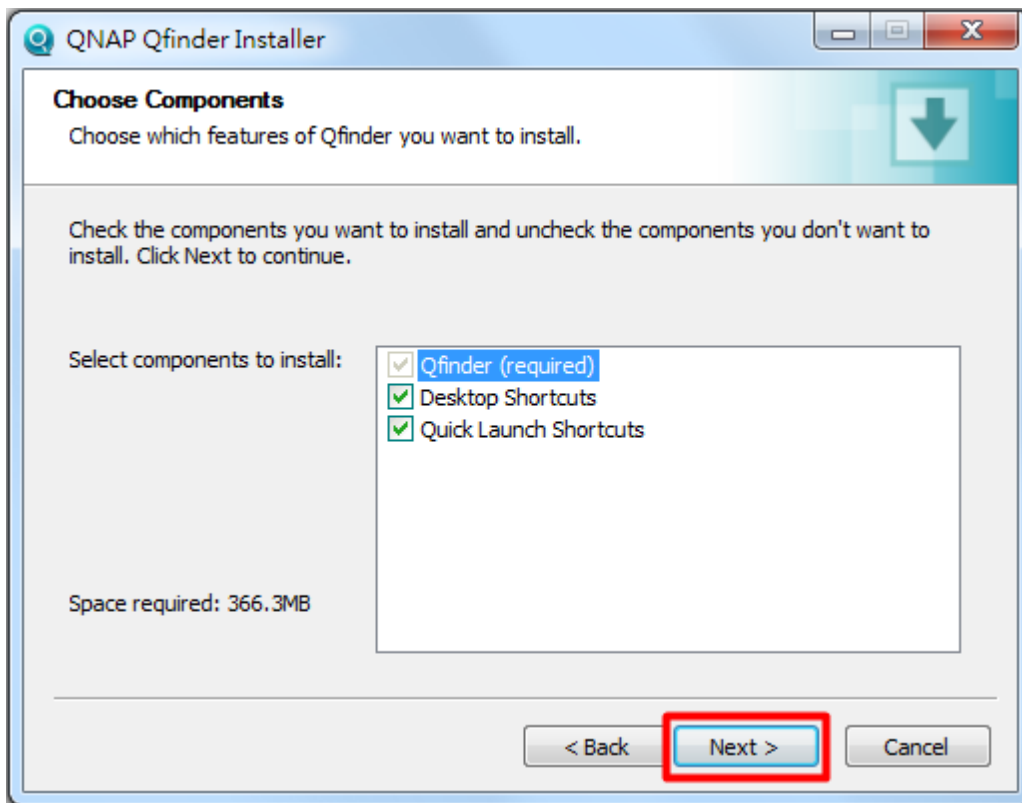 QNAP Qfinder Installer
Choose Components
Choose which features of Qfinder you want to install.
Check the components you want to install and uncheck the components you don't want to
install. Click Next to continue.
Select components to install:
Qfinder (required)
Desktop Shortcuts
Quick Launch Shortcuts
Space required: 366.3MB
< Back Next > Cancel